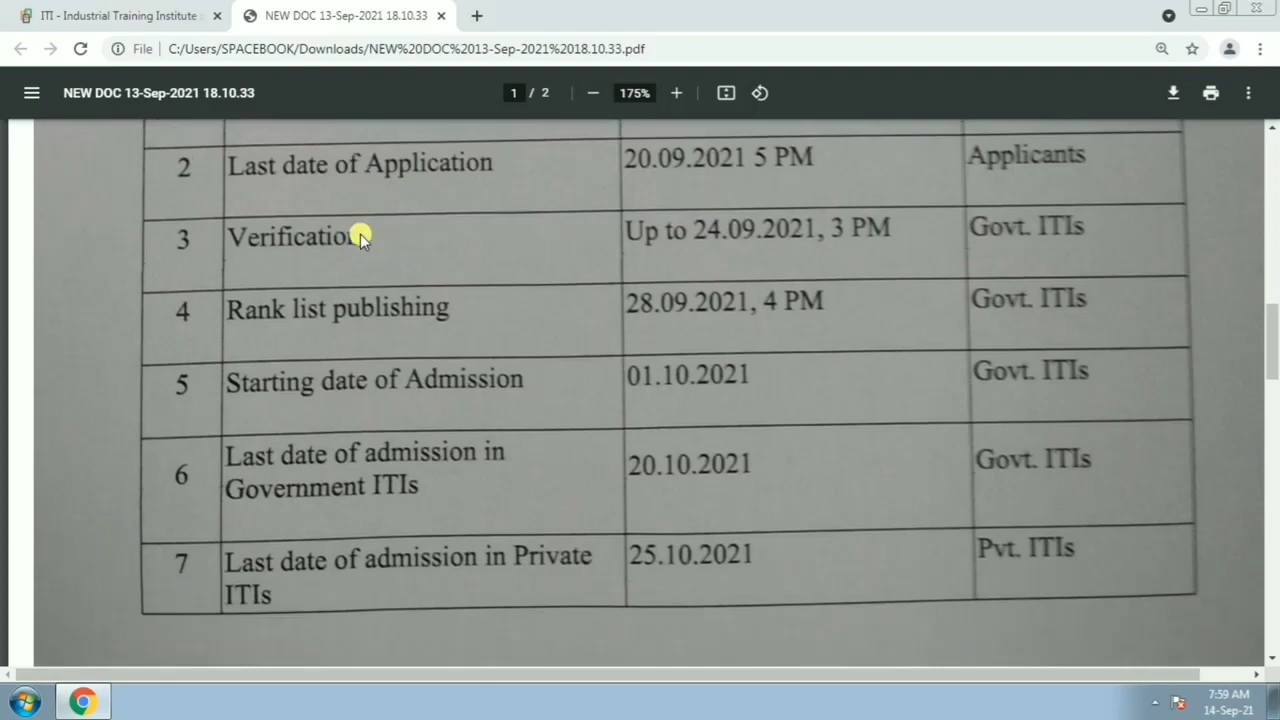 ITI - Industrial Training Institute
NEW DOC 13-Sep-2021 18.10.33
File C:/Users/SPACEBOOK/Downloads/NEW%20DOC%2013-Sep-2021%2018.10.33.pdf
NEW DOC 13-Sep-2021 18.10.33 1 / 2 175%
2 Last date of Application 20.09.2021 5 PM Applicants
3 Verification Up to 24.09.2021, 3 PM Govt. ITIs
4 Rank list publishing 28.09.2021, 4 PM Govt. ITIs
5 Starting date of Admission 01.10.2021 Govt. ITIs
6 Last date of admission in Government ITIs 20.10.2021 Govt. ITIs
7 Last date of admission in Private ITIs 25.10.2021 Pvt. ITIs
7:59 AM
14-Sep-21